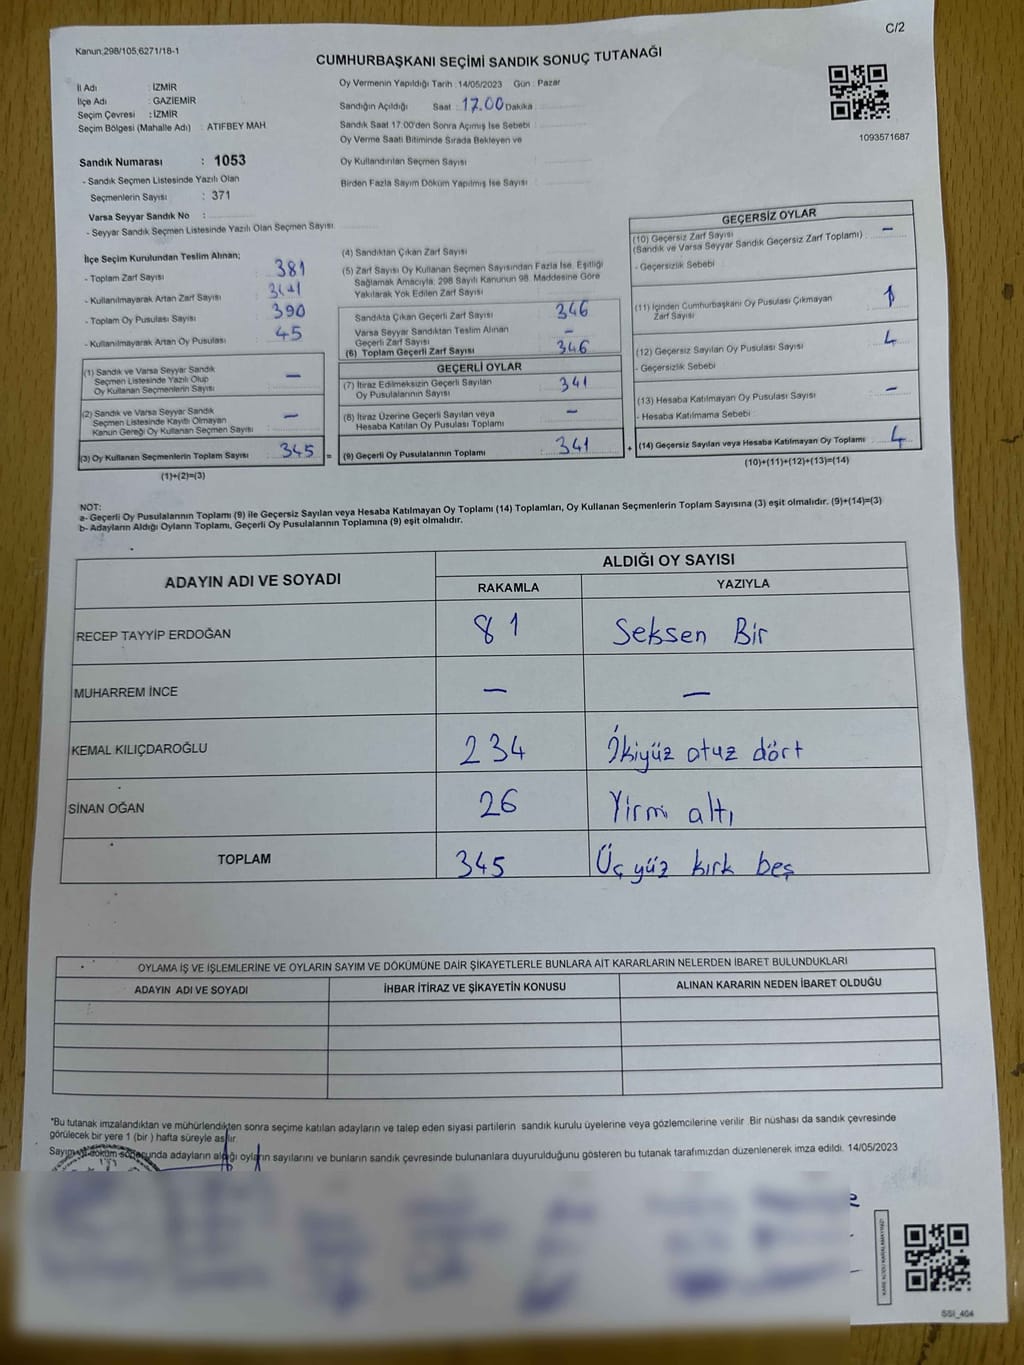 C/2
Kanun:298/105,6271/18-1
CUMHURBAŞKANI SEÇİMİ SANDIK SONUÇ TUTANAĞI
İl Adı : İZMİR
İlçe Adı : GAZİEMİR
Seçim Çevresi : İZMİR
Seçim Bölgesi (Mahalle Adı) : ATIFBEY MAH
Oy Vermenin Yapıldığı Tarih : 14/05/2023 Gün : Pazar
Sandığın Açıldığı Saat : 17.00 Dakika
Sandık Saat 17:00'den Sonra Açımış İse Sebebi :
Oy Verme Saati Bitiminde Sırada Bekleyen ve
Oy Kullandırılan Seçmen Sayısı :
Birden Fazla Sayım Döküm Yapılmış İse Sayısı :
1093571687
Sandık Numarası : 1053
- Sandık Seçmen Listesinde Yazılı Olan
Seçmenlerin Sayısı : 371
Varsa Seyyar Sandık No :
- Seyyar Sandık Seçmen Listesinde Yazılı Olan Seçmen Sayısı:
İlçe Seçim Kurulundan Teslim Alınan;
- Toplam Zarf Sayısı : 381
- Kullanılmayarak Artan Zarf Sayısı :
- Toplam Oy Pusulası Sayısı : 390
- Kullanılmayarak Artan Oy Pusulası : 45
(1) Sandık ve Varsa Seyyar Sandık
Seçmen Listesinde Yazılı Olup
Oy Kullanan Seçmenlerin Sayısı : –
(2) Sandık ve Varsa Seyyar Sandık
Seçmen Listesinde Kayıtlı Olmayan
Kanun Gereği Oy Kullanan Seçmen Sayısı : –
(3) Oy Kullanan Seçmenlerin Toplam Sayısı : 345 =
(1)+(2)=(3)
(4) Sandıktan Çıkan Zarf Sayısı :
(5) Zarf Sayısı Oy Kullanan Seçmen Sayısından Fazla İse, Eşitliği
Sağlamak Amacıyla; 298 Sayılı Kanunun 98. Maddesine Göre
Yakılarak Yok Edilen Zarf Sayısı :
Sandıkta Çıkan Geçerli Zarf Sayısı : 346
Varsa Seyyar Sandıktan Teslim Alınan
Geçerli Zarf Sayısı : –
(6) Toplam Geçerli Zarf Sayısı : 346
GEÇERLİ OYLAR
(7) İtiraz Edilmeksizin Geçerli Sayılan
Oy Pusulalarının Sayısı : 341
(8) İtiraz Üzerine Geçerli Sayılan veya
Hesaba Katılan Oy Pusulası Toplamı : –
(9) Geçerli Oy Pusulalarının Toplamı : 341 +
GEÇERSİZ OYLAR
(10) Geçersiz Zarf Sayısı
(Sandık ve Varsa Seyyar Sandık Geçersiz Zarf Toplamı) : –
- Geçersizlik Sebebi :
(11) İçinden Cumhurbaşkanı Oy Pusulası Çıkmayan
Zarf Sayısı :
(12) Geçersiz Sayılan Oy Pusulası Sayısı : 4
- Geçersizlik Sebebi :
(13) Hesaba Katılmayan Oy Pusulası Sayısı : –
- Hesaba Katılmama Sebebi :
(14) Geçersiz Sayılan veya Hesaba Katılmayan Oy Toplamı : 4
(10)+(11)+(12)+(13)=(14)
NOT:
a- Geçerli Oy Pusulalarının Toplamı (9) ile Geçersiz Sayılan veya Hesaba Katılmayan Oy Toplamı (14) Toplamları, Oy Kullanan Seçmenlerin Toplam Sayısına (3) eşit olmalıdır. (9)+(14)=(3)
b- Adayların Aldığı Oyların Toplamı, Geçerli Oy Pusulalarının Toplamına (9) eşit olmalıdır.
ADAYIN ADI VE SOYADI ALDIĞI OY SAYISI
RAKAMLA YAZIYLA
RECEP TAYYİP ERDOĞAN 81 Seksen Bir
MUHARREM İNCE – –
KEMAL KILIÇDAROĞLU 234 İkiyüz otuz dört
SİNAN OĞAN 26 Yirmi altı
TOPLAM 345 Üç yüz kırk beş
OYLAMA İŞ VE İŞLEMLERİNE VE OYLARIN SAYIM VE DÖKÜMÜNE DAİR ŞİKAYETLERLE BUNLARA AİT KARARLARIN NELERDEN İBARET BULUNDUKLARI
ADAYIN ADI VE SOYADI İHBAR İTİRAZ VE ŞİKAYETİN KONUSU ALINAN KARARIN NEDEN İBARET OLDUĞU
*Bu tutanak imzalandıktan ve mühürlendikten sonra seçime katılan adayların ve talep eden siyasi partilerin sandık kurulu üyelerine veya gözlemcilerine verilir. Bir nüshası da sandık çevresinde
görülecek bir yere 1 (bir ) hafta süreyle asılır.
Sayım ve döküm sonunda adayların aldığı oyların sayılarını ve bunların sandık çevresinde bulunanlara duyurulduğunu gösteren bu tutanak tarafımızdan düzenlenerek imza edildi. 14/05/2023
SSI_404